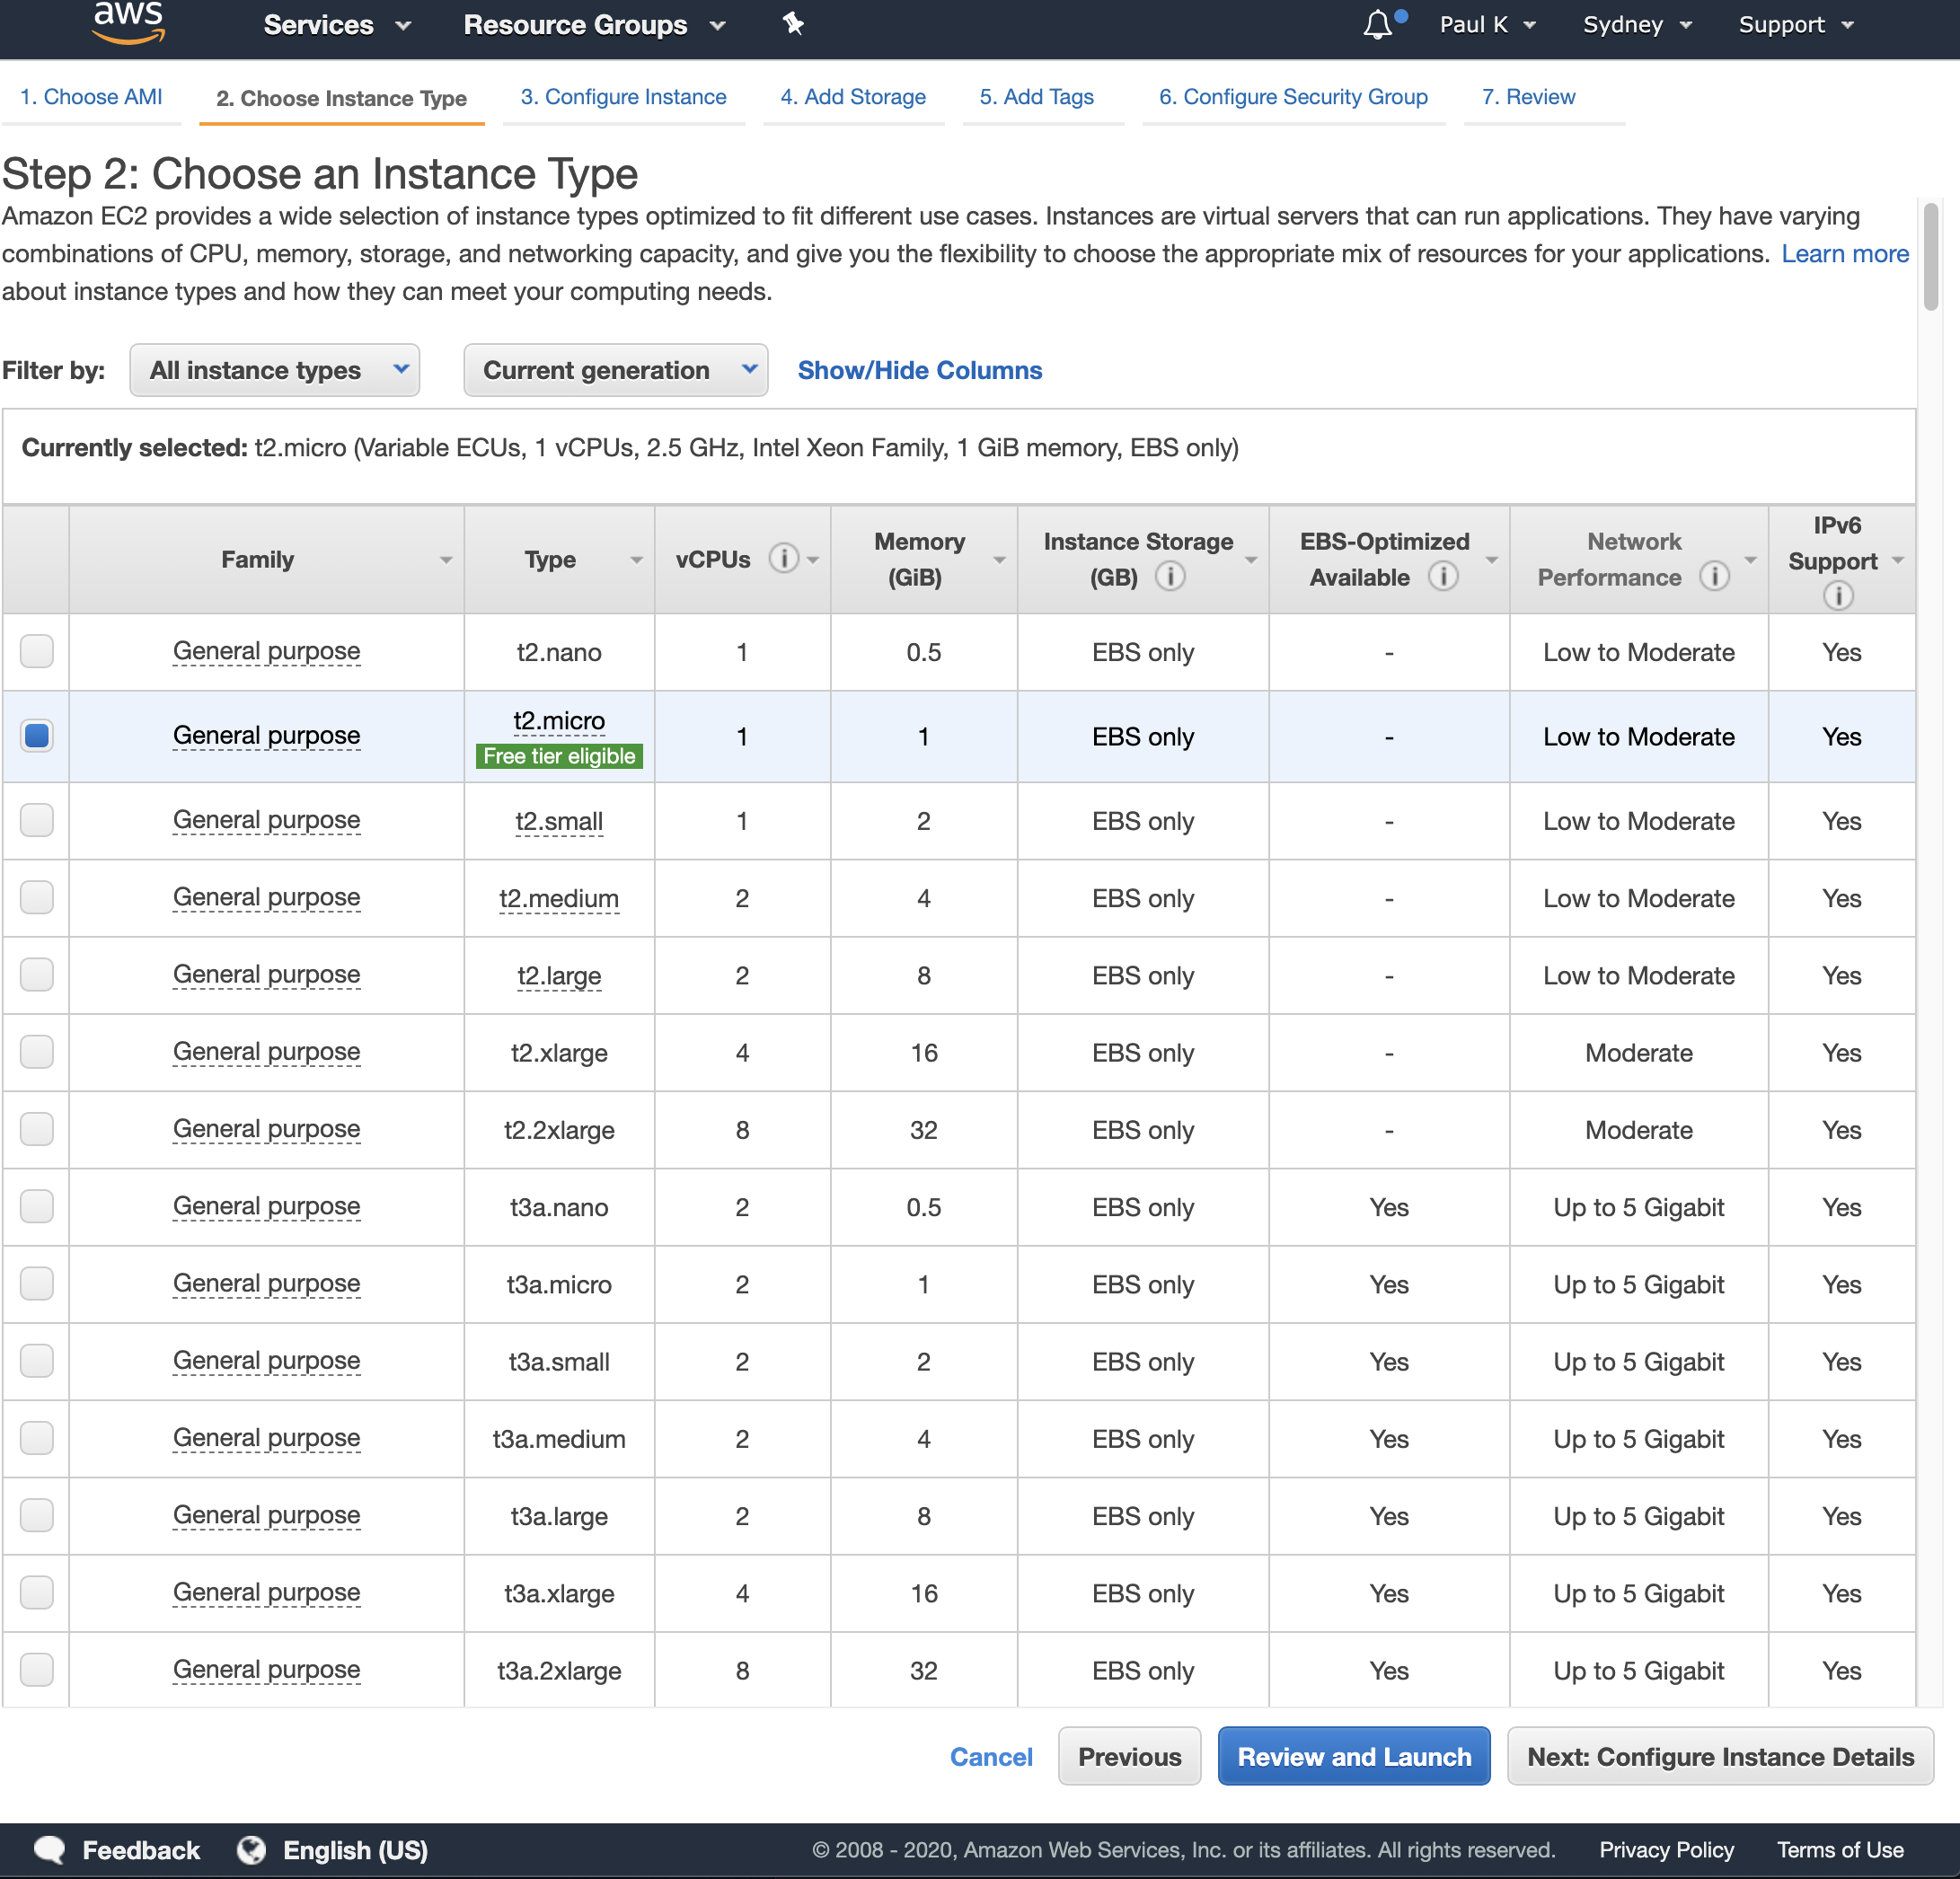 aws Services Resource Groups Paul K Sydney Support
1. Choose AMI 2. Choose Instance Type 3. Configure Instance 4. Add Storage 5. Add Tags 6. Configure Security Group 7. Review
Step 2: Choose an Instance Type
Amazon EC2 provides a wide selection of instance types optimized to fit different use cases. Instances are virtual servers that can run applications. They have varying
combinations of CPU, memory, storage, and networking capacity, and give you the flexibility to choose the appropriate mix of resources for your applications. Learn more
about instance types and how they can meet your computing needs.
Filter by: All instance types Current generation Show/Hide Columns
Currently selected: t2.micro (Variable ECUs, 1 vCPUs, 2.5 GHz, Intel Xeon Family, 1 GiB memory, EBS only)
Family Type vCPUs i Memory (GiB) Instance Storage (GB) i EBS-Optimized Available i Network Performance i IPv6 Support i
General purpose t2.nano 1 0.5 EBS only - Low to Moderate Yes
General purpose t2.micro Free tier eligible 1 1 EBS only - Low to Moderate Yes
General purpose t2.small 1 2 EBS only - Low to Moderate Yes
General purpose t2.medium 2 4 EBS only - Low to Moderate Yes
General purpose t2.large 2 8 EBS only - Low to Moderate Yes
General purpose t2.xlarge 4 16 EBS only - Moderate Yes
General purpose t2.2xlarge 8 32 EBS only - Moderate Yes
General purpose t3a.nano 2 0.5 EBS only Yes Up to 5 Gigabit Yes
General purpose t3a.micro 2 1 EBS only Yes Up to 5 Gigabit Yes
General purpose t3a.small 2 2 EBS only Yes Up to 5 Gigabit Yes
General purpose t3a.medium 2 4 EBS only Yes Up to 5 Gigabit Yes
General purpose t3a.large 2 8 EBS only Yes Up to 5 Gigabit Yes
General purpose t3a.xlarge 4 16 EBS only Yes Up to 5 Gigabit Yes
General purpose t3a.2xlarge 8 32 EBS only Yes Up to 5 Gigabit Yes
Cancel Previous Review and Launch Next: Configure Instance Details
Feedback English (US) © 2008 - 2020, Amazon Web Services, Inc. or its affiliates. All rights reserved. Privacy Policy Terms of Use